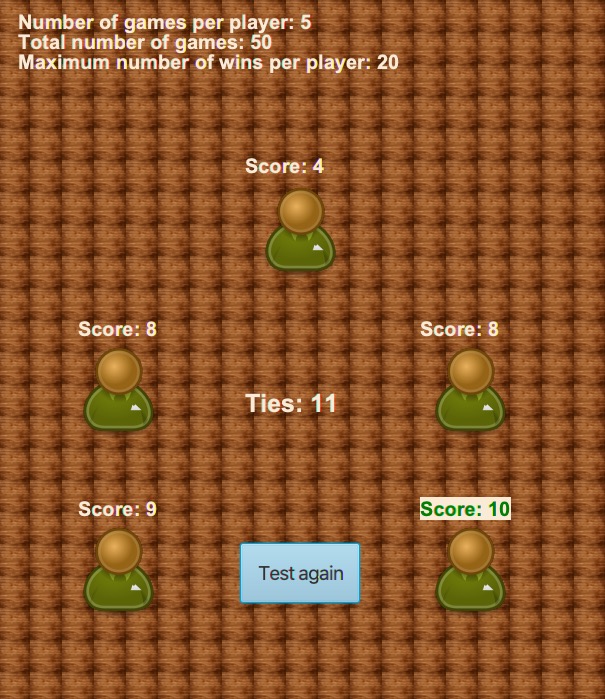 Number of games per player: 5
Total number of games: 50
Maximum number of wins per player: 20
Score: 4
Score: 8
Score: 8
Ties: 11
Score: 9
Score: 10
Test again